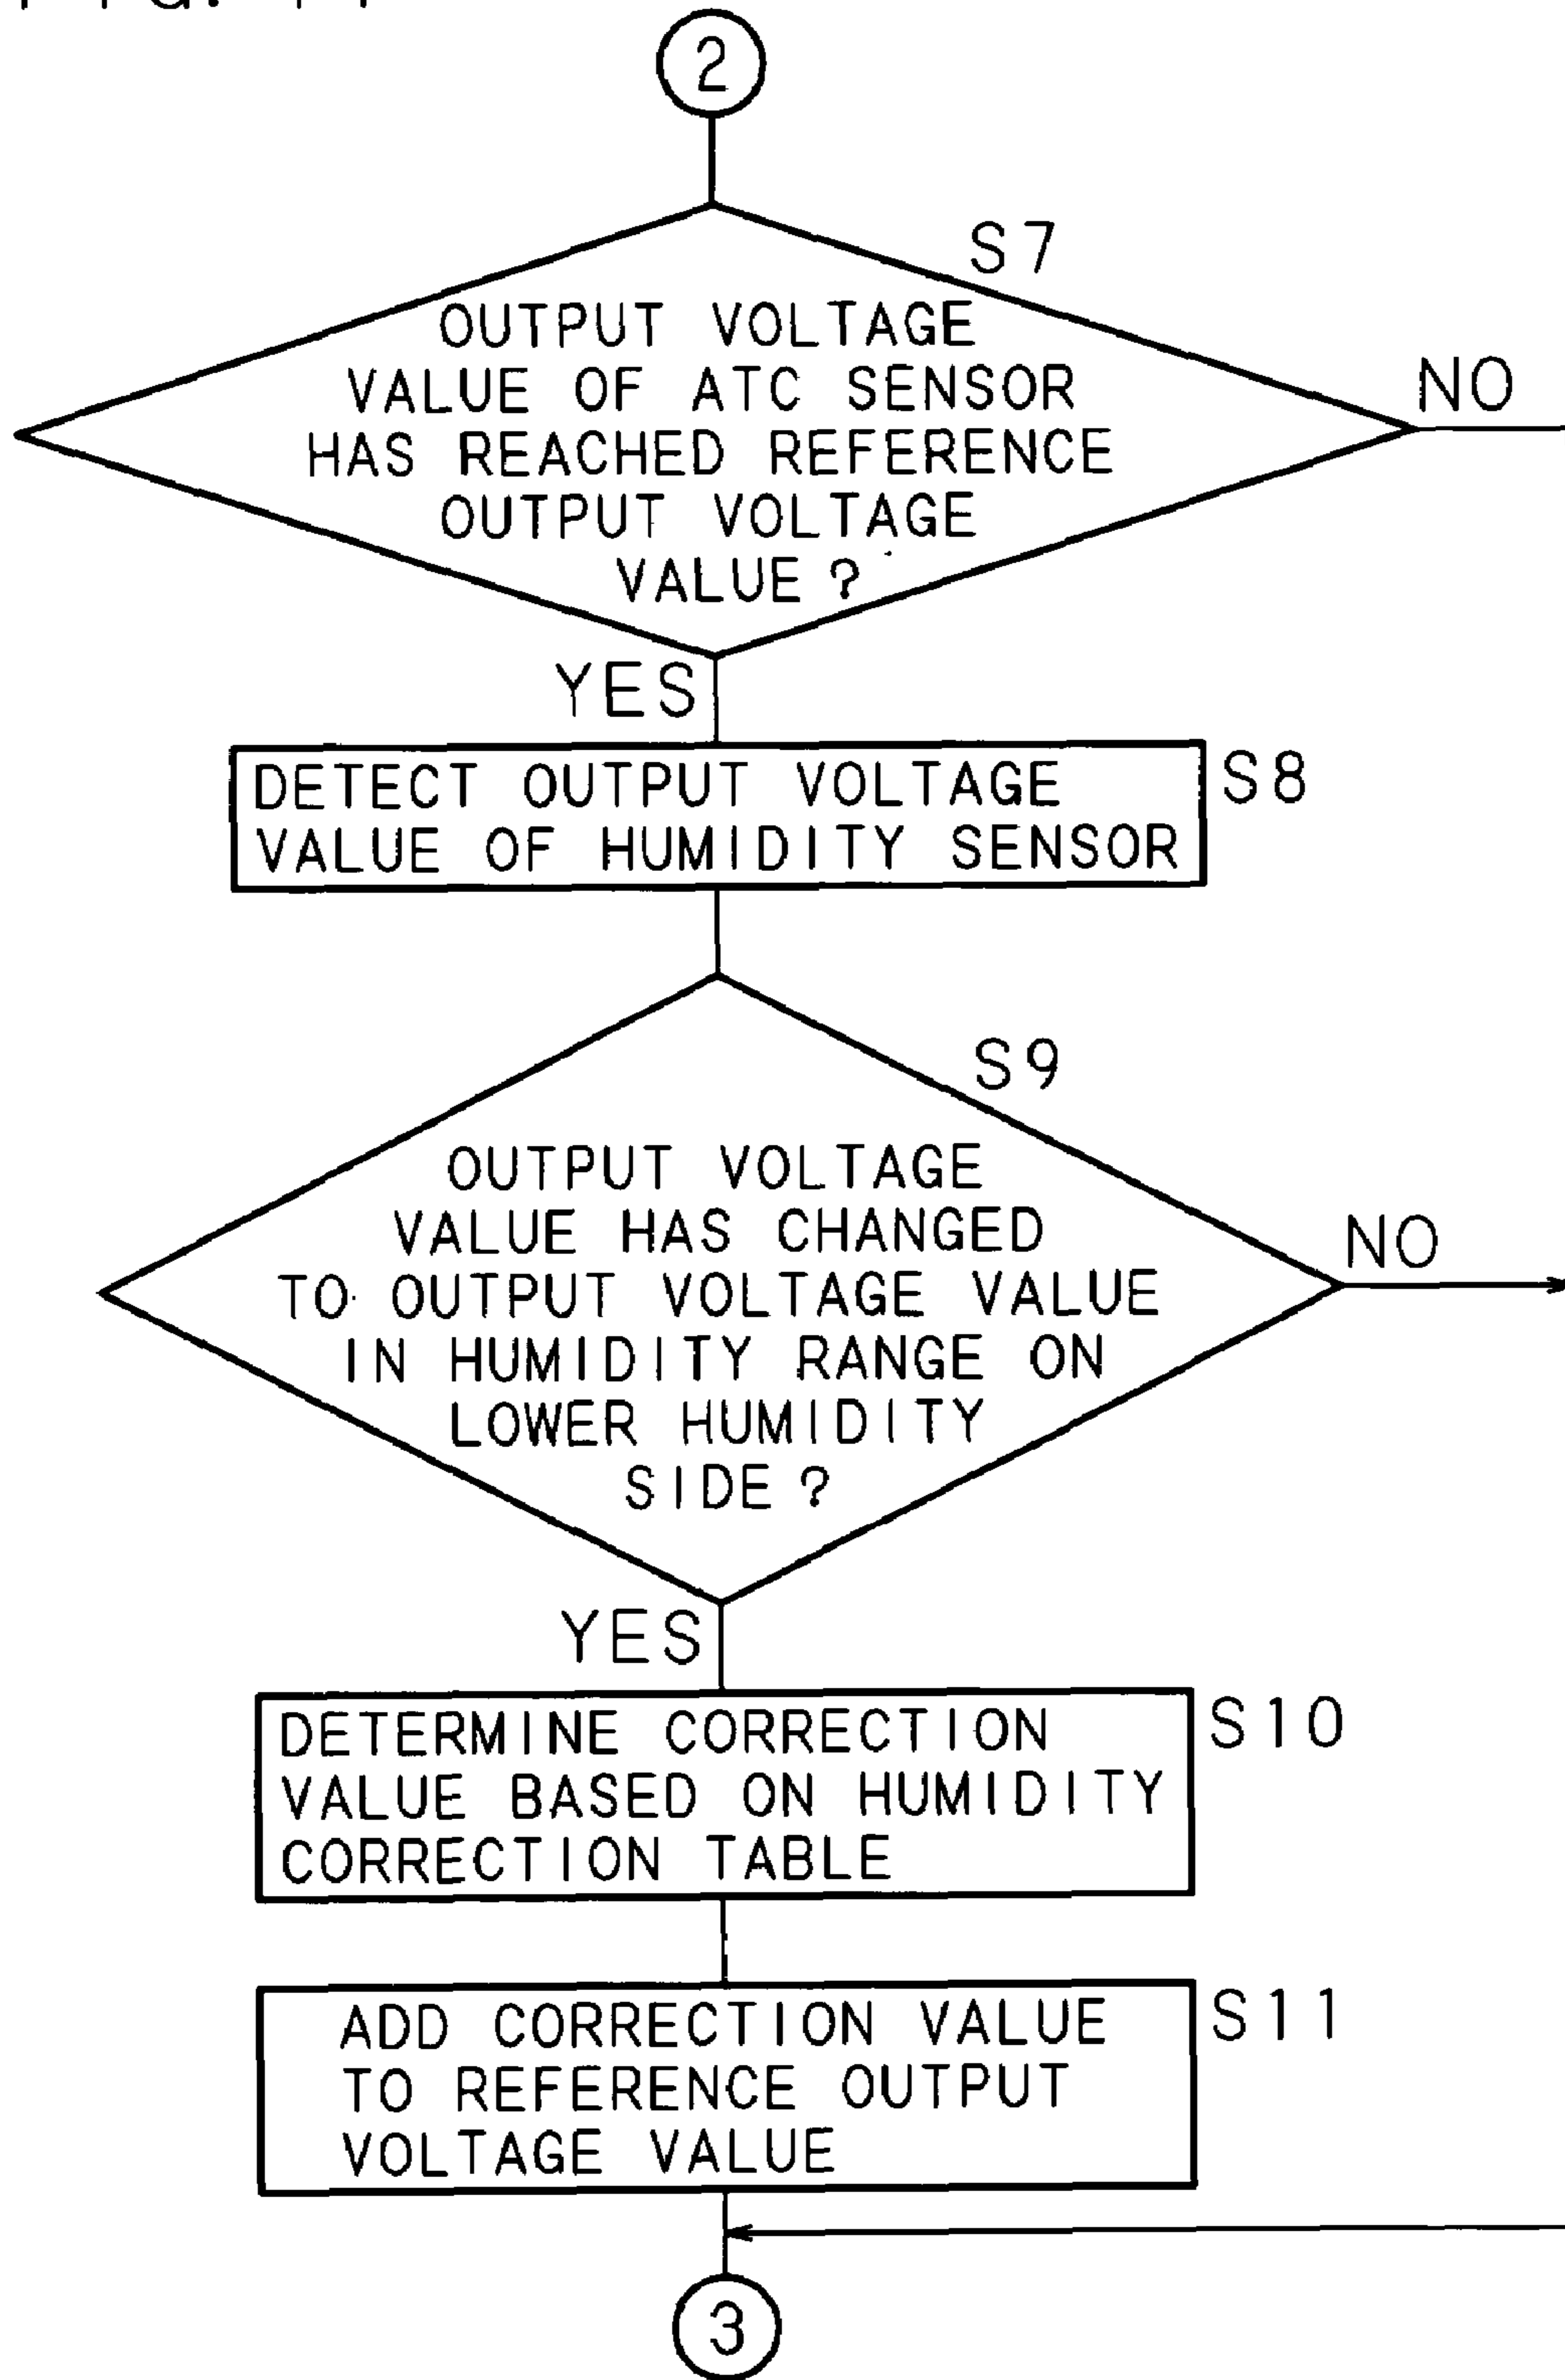 2
S7
OUTPUT VOLTAGE
VALUE OF ATC SENSOR
HAS REACHED REFERENCE
OUTPUT VOLTAGE
VALUE?
NO
YES
DETECT OUTPUT VOLTAGE
VALUE OF HUMIDITY SENSOR
S8
S9
OUTPUT VOLTAGE
VALUE HAS CHANGED
TO OUTPUT VOLTAGE VALUE
IN HUMIDITY RANGE ON
LOWER HUMIDITY
SIDE?
NO
YES
DETERMINE CORRECTION
VALUE BASED ON HUMIDITY
CORRECTION TABLE
S10
ADD CORRECTION VALUE
TO REFERENCE OUTPUT
VOLTAGE VALUE
S11
3